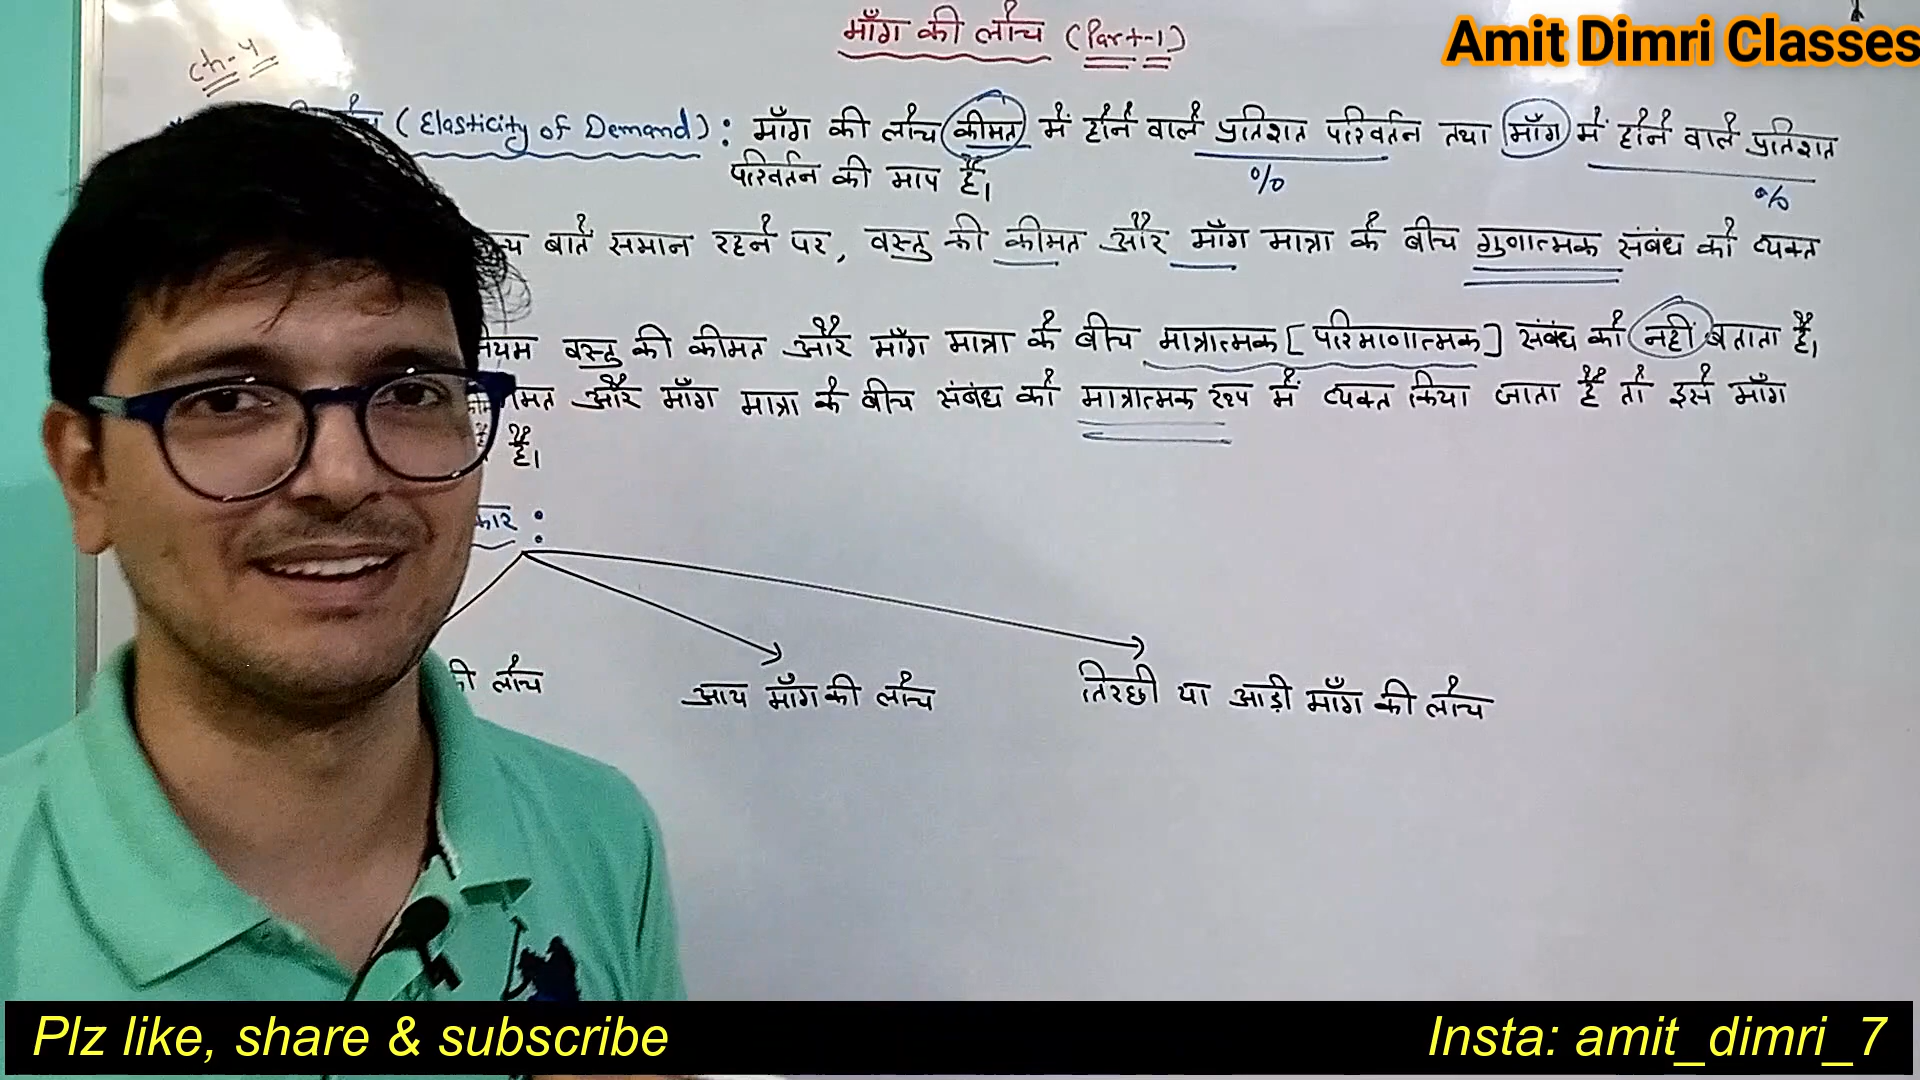 माँग की लोच (Part-1)
Amit Dimri Classes
Ch-4
(Elasticity of Demand) : माँग की लोच कीमत में होने वाले प्रतिशत परिवर्तन तथा माँग में होने वाले प्रतिशत
परिवर्तन की माप है।
%
%
बातें समान रहने पर, वस्तु की कीमत और माँग मात्रा के बीच गुणात्मक संबंध को व्यक्त
वस्तु की कीमत और माँग मात्रा के बीच मात्रात्मक [परिमाणात्मक] संबंध को नहीं बताता है।
और माँग मात्रा के बीच संबंध को मात्रात्मक रूप में व्यक्त किया जाता है तो इसे माँग
है।
:
की लोच
आय माँग की लोच
तिरछी या आड़ी माँग की लोच
Plz like, share & subscribe
Insta: amit_dimri_7